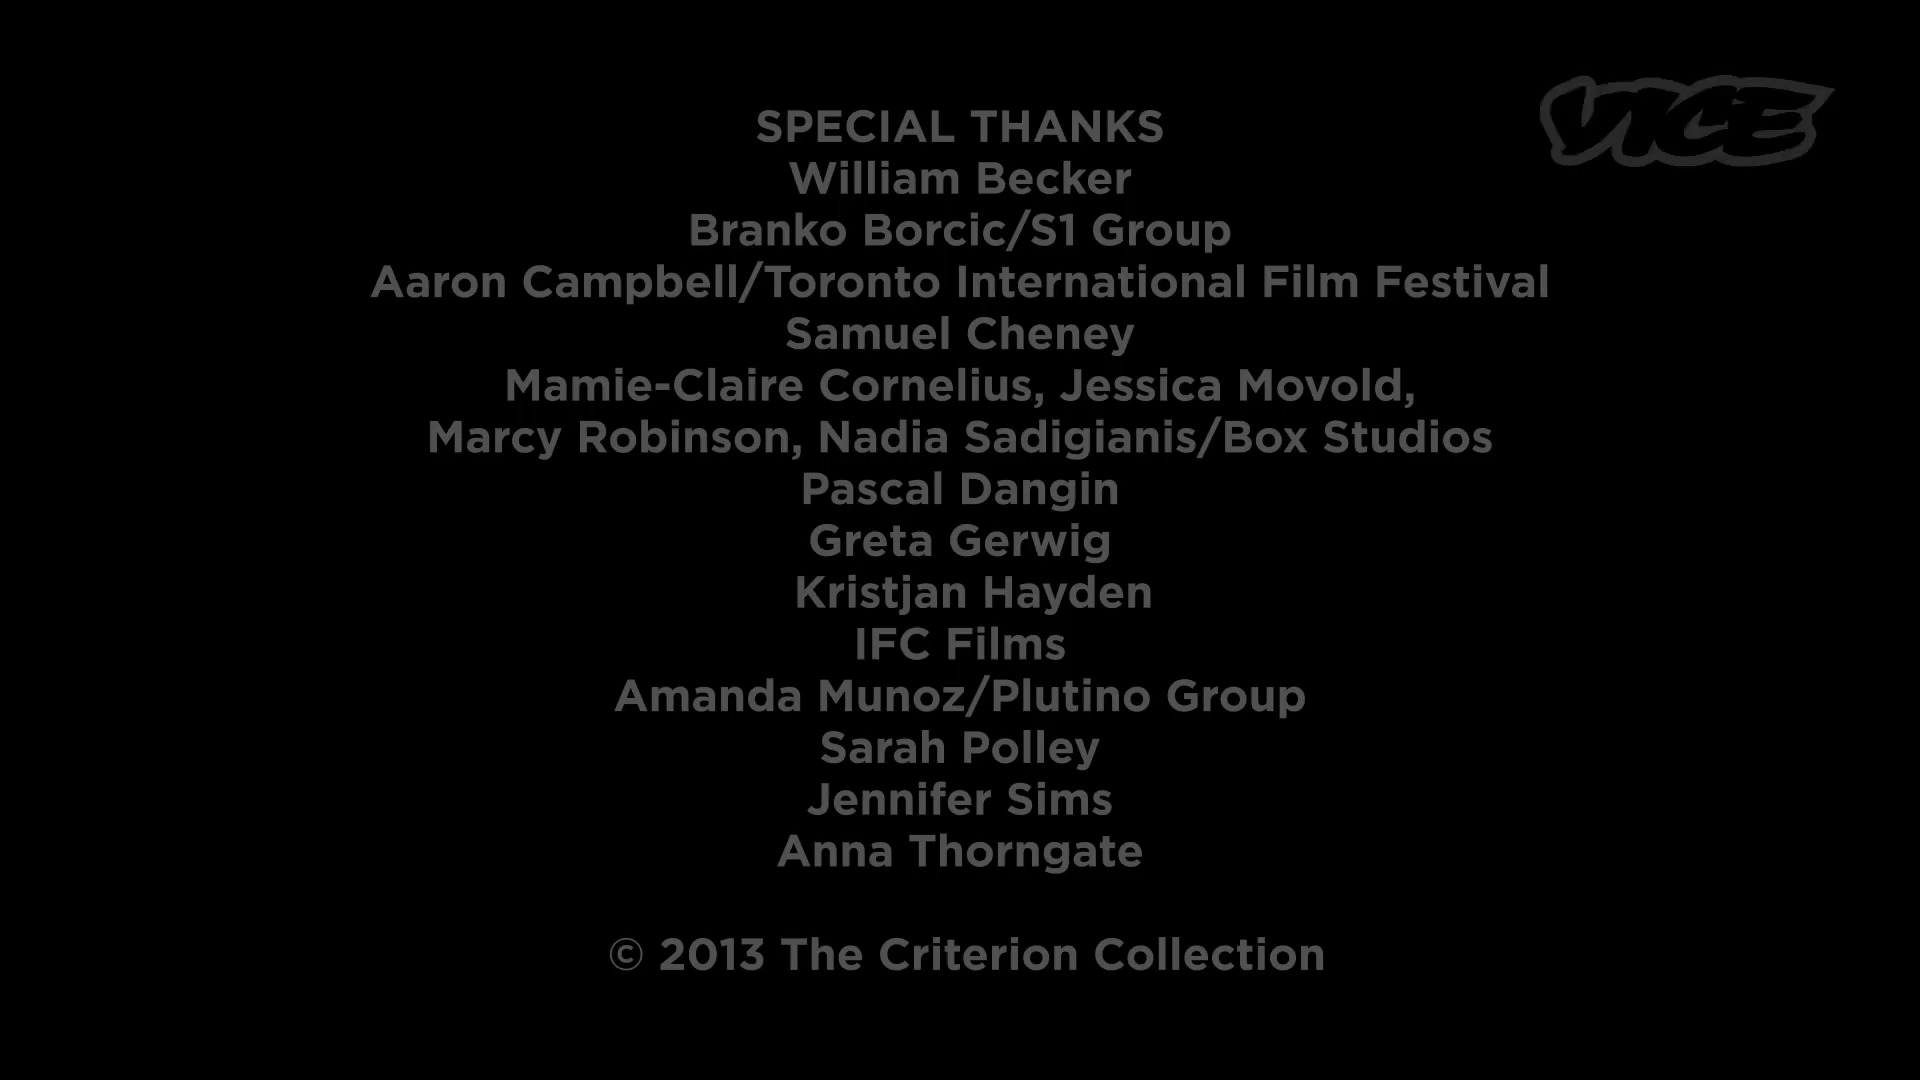 VICE
SPECIAL THANKS
William Becker
Branko Borcic/S1 Group
Aaron Campbell/Toronto International Film Festival
Samuel Cheney
Mamie-Claire Cornelius, Jessica Movold,
Marcy Robinson, Nadia Sadigianis/Box Studios
Pascal Dangin
Greta Gerwig
Kristjan Hayden
IFC Films
Amanda Munoz/Plutino Group
Sarah Polley
Jennifer Sims
Anna Thorngate
© 2013 The Criterion Collection